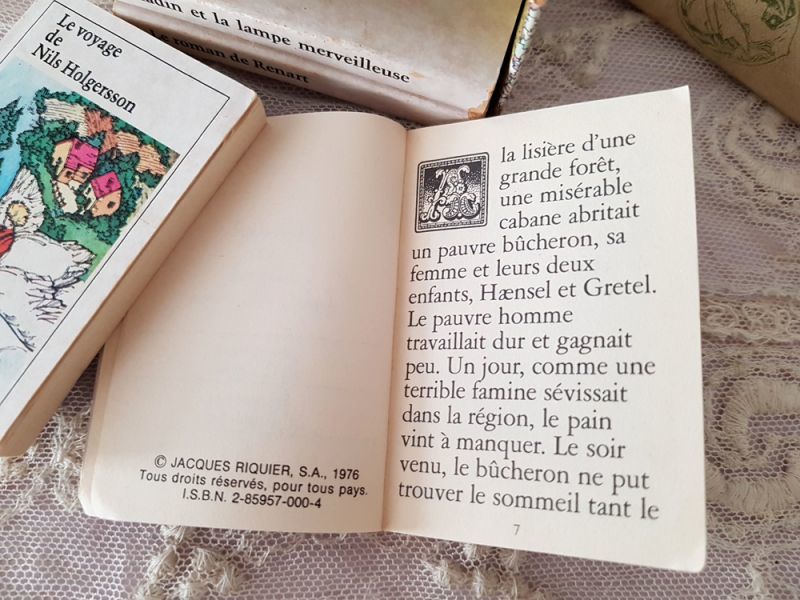 Le voyage
de
Nils Holgersson
adin et la lampe merveilleuse
Le roman de Renart
A la lisière d'une
grande forêt,
une misérable
cabane abritait
un pauvre bûcheron, sa
femme et leurs deux
enfants, Hænsel et Gretel.
Le pauvre homme
travaillait dur et gagnait
peu. Un jour, comme une
terrible famine sévissait
dans la région, le pain
vint à manquer. Le soir
venu, le bûcheron ne put
trouver le sommeil tant le
7
© JACQUES RIQUIER, S.A., 1976
Tous droits réservés, pour tous pays.
I.S.B.N. 2-85957-000-4